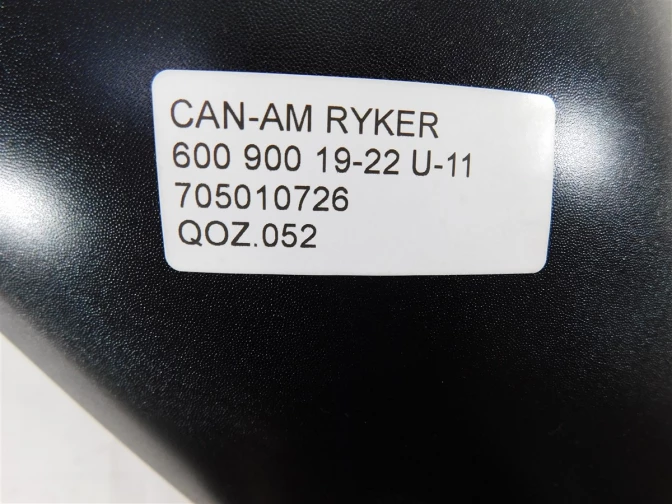 CAN-AM RYKER
600 900 19-22 U-11
705010726
QOZ.052